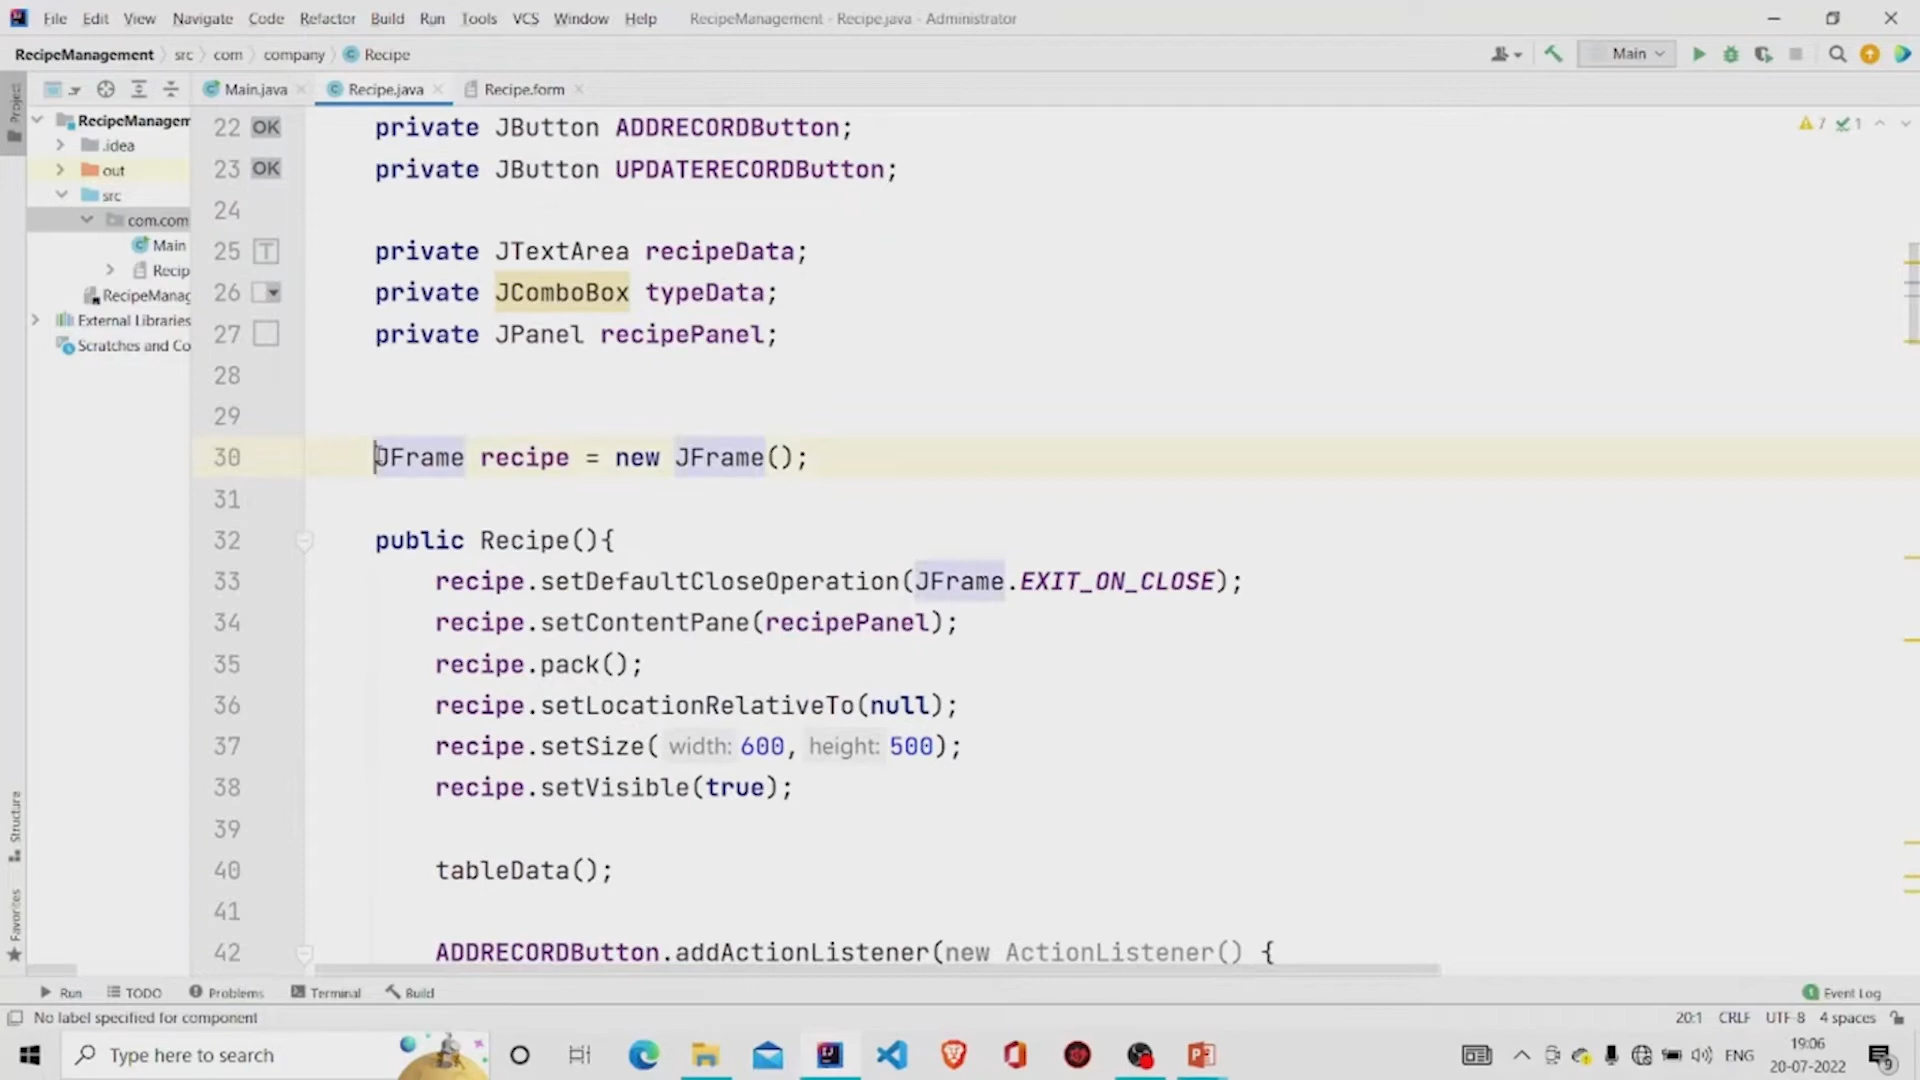 File Edit View Navigate Code Refactor Build Run Tools VCS Window Help RecipeManagement - Recipe.java - Administrator
RecipeManagement src com company Recipe Main
Main.java Recipe.java Recipe.form
Project
RecipeManagem
.idea
out
src
com.com
Main
Recip
RecipeManag
External Libraries
Scratches and Co
7 1
22 OK private JButton ADDRECORDButton;
23 OK private JButton UPDATERECORDButton;
24
25 T private JTextArea recipeData;
26 private JComboBox typeData;
27 private JPanel recipePanel;
28
29
30 JFrame recipe = new JFrame();
31
32 public Recipe(){
33 recipe.setDefaultCloseOperation(JFrame.EXIT_ON_CLOSE);
34 recipe.setContentPane(recipePanel);
35 recipe.pack();
36 recipe.setLocationRelativeTo(null);
37 recipe.setSize( width: 600, height: 500);
38 recipe.setVisible(true);
39
40 tableData();
41
42 ADDRECORDButton.addActionListener(new ActionListener() {
Structure
Favorites
Run TODO Problems Terminal Build Event Log
No label specified for component 20:1 CRLF UTF-8 4 spaces
Type here to search ENG 19:06
20-07-2022 9